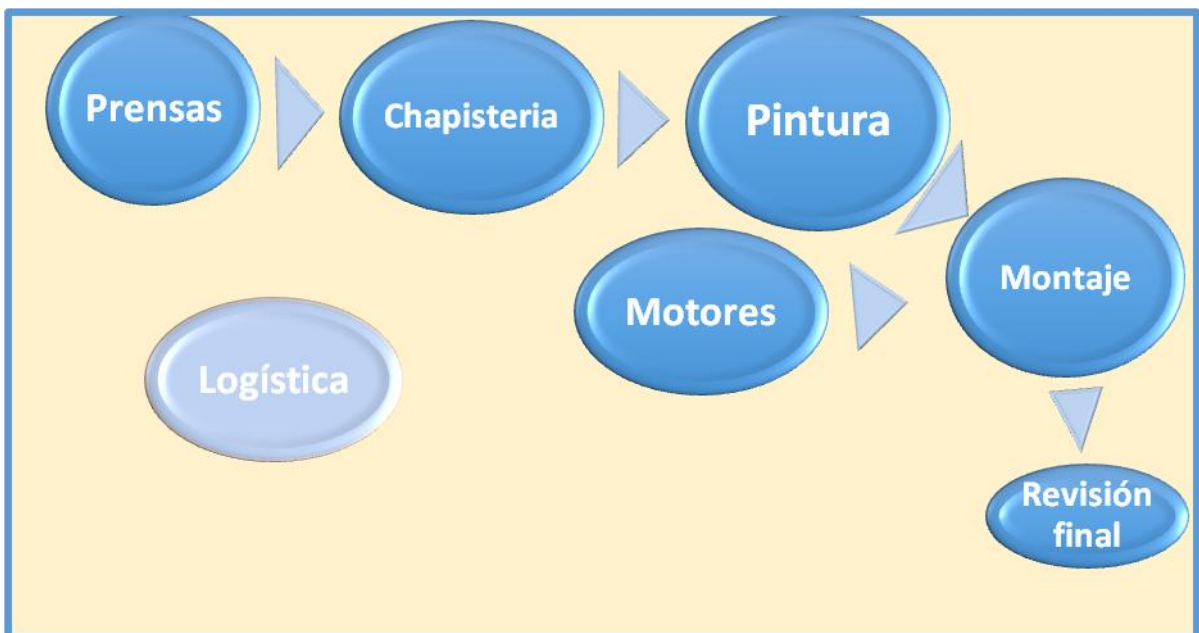 Prensas
Chapisteria
Pintura
Motores
Montaje
Logística
Revisión
final